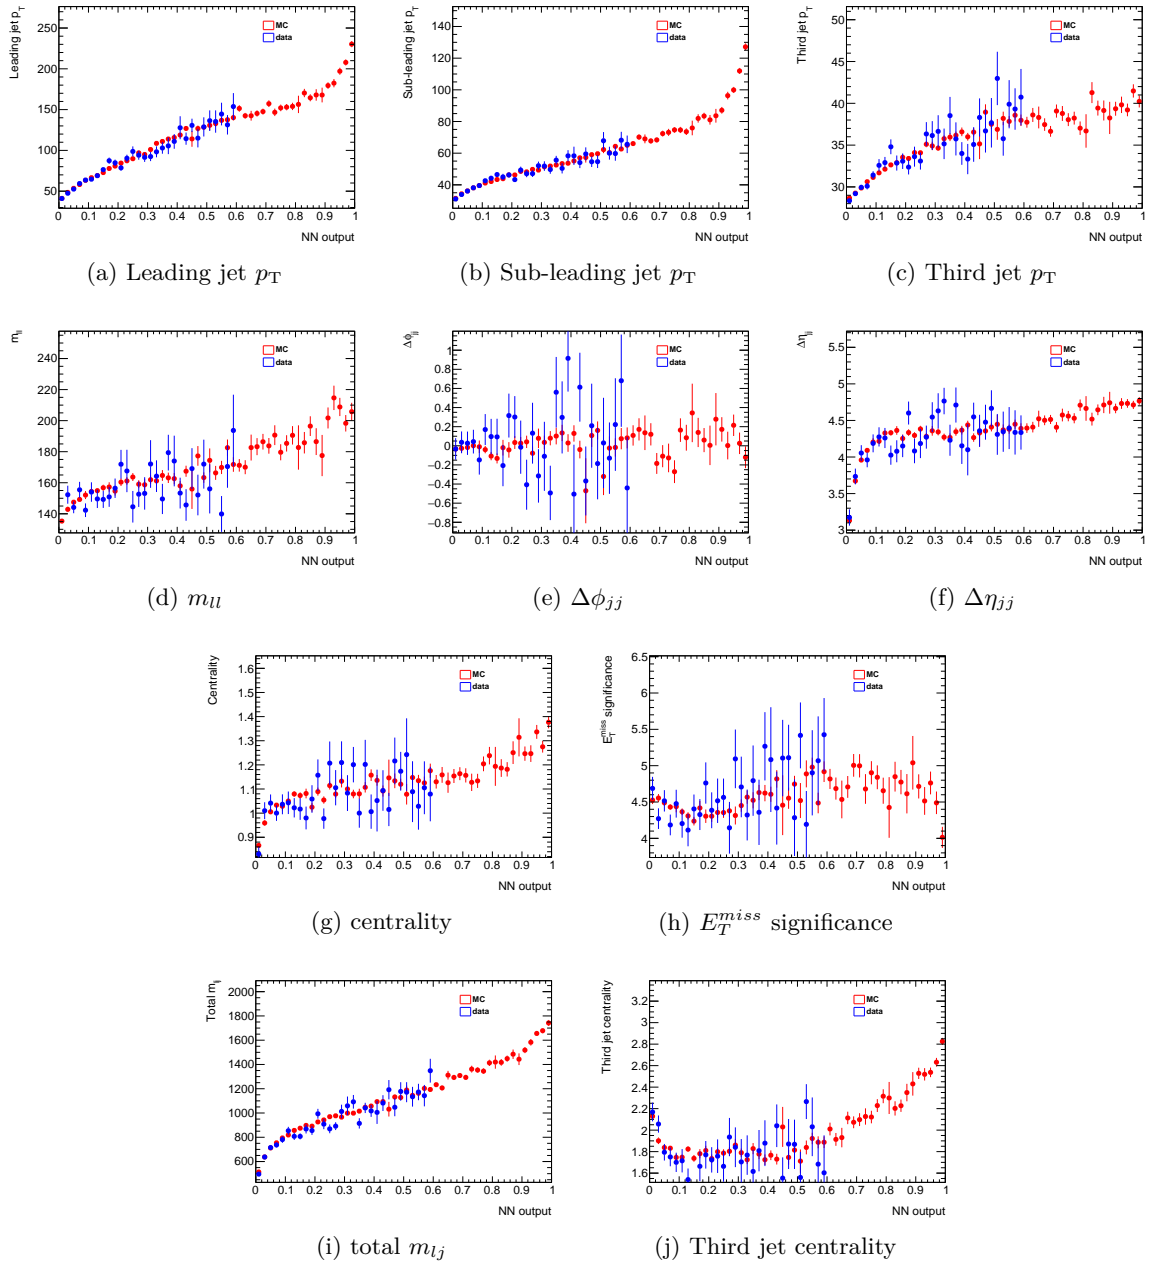 Leading jet p_T
250
200
150
100
50
MC
data
0 0.1 0.2 0.3 0.4 0.5 0.6 0.7 0.8 0.9 1
NN output
(a) Leading jet p_T
Sub-leading jet p_T
140
120
100
80
60
40
MC
data
0 0.1 0.2 0.3 0.4 0.5 0.6 0.7 0.8 0.9 1
NN output
(b) Sub-leading jet p_T
Third jet p_T
50
45
40
35
30
MC
data
0 0.1 0.2 0.3 0.4 0.5 0.6 0.7 0.8 0.9 1
NN output
(c) Third jet p_T
m_ll
240
220
200
180
160
140
MC
data
0 0.1 0.2 0.3 0.4 0.5 0.6 0.7 0.8 0.9 1
NN output
(d) m_ll
Δϕ_jj
1
0.8
0.6
0.4
0.2
0
−0.2
−0.4
−0.6
−0.8
MC
data
0 0.1 0.2 0.3 0.4 0.5 0.6 0.7 0.8 0.9 1
NN output
(e) Δϕ_jj
Δη_jj
5.5
5
4.5
4
3.5
3
MC
data
0 0.1 0.2 0.3 0.4 0.5 0.6 0.7 0.8 0.9 1
NN output
(f) Δη_jj
Centrality
1.6
1.5
1.4
1.3
1.2
1.1
1
0.9
MC
data
0 0.1 0.2 0.3 0.4 0.5 0.6 0.7 0.8 0.9 1
NN output
(g) centrality
E_T^miss significance
6.5
6
5.5
5
4.5
4
MC
data
0 0.1 0.2 0.3 0.4 0.5 0.6 0.7 0.8 0.9 1
NN output
(h) E_T^miss significance
Total m_lj
2000
1800
1600
1400
1200
1000
800
600
MC
data
0 0.1 0.2 0.3 0.4 0.5 0.6 0.7 0.8 0.9 1
NN output
(i) total m_lj
Third jet centrality
3.2
3
2.8
2.6
2.4
2.2
2
1.8
1.6
MC
data
0 0.1 0.2 0.3 0.4 0.5 0.6 0.7 0.8 0.9 1
NN output
(j) Third jet centrality